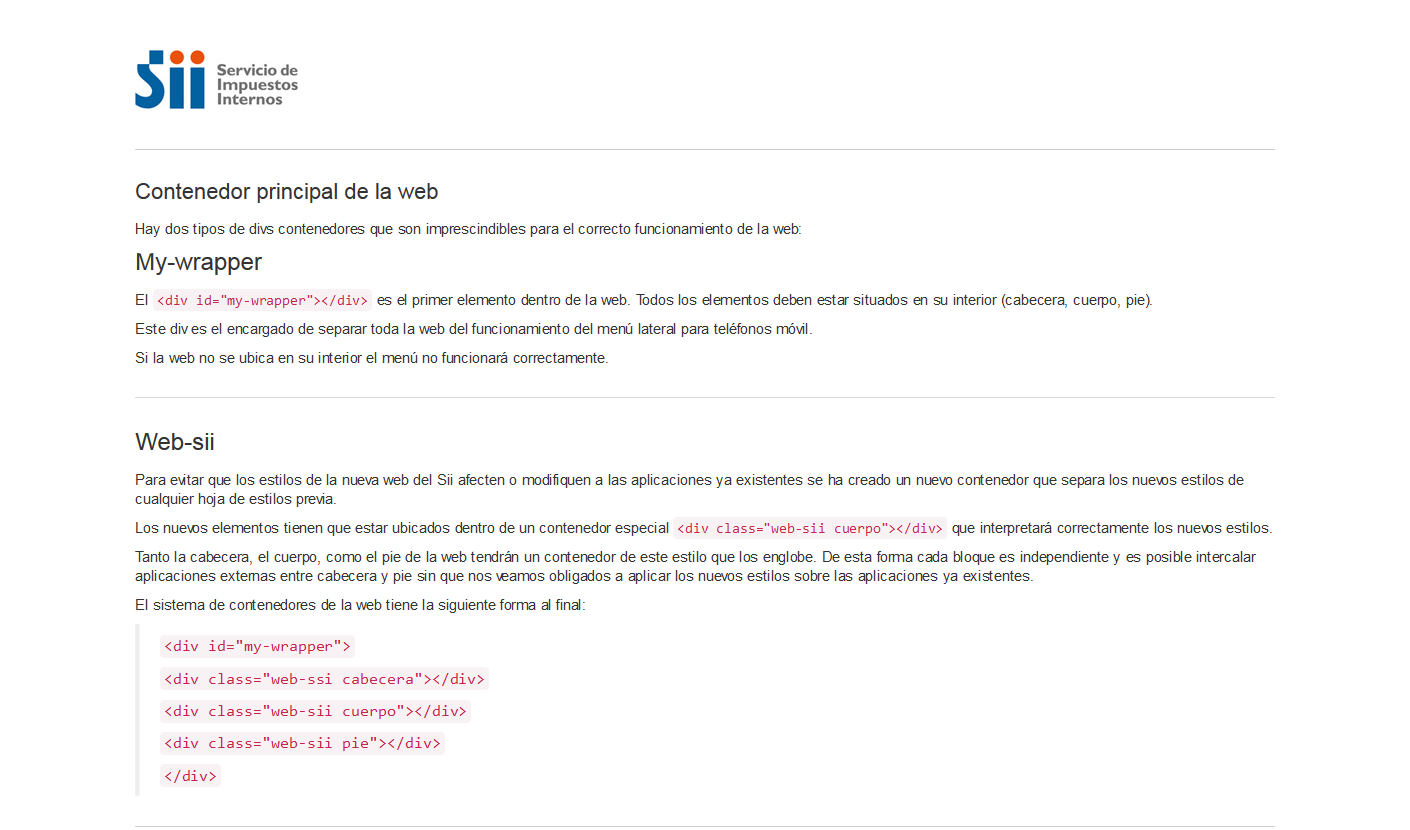 Sii
Servicio de
Impuestos
Internos
Contenedor principal de la web
Hay dos tipos de divs contenedores que son imprescindibles para el correcto funcionamiento de la web:
My-wrapper
El <div id="my-wrapper"></div> es el primer elemento dentro de la web. Todos los elementos deben estar situados en su interior (cabecera, cuerpo, pie).
Este div es el encargado de separar toda la web del funcionamiento del menú lateral para teléfonos móvil.
Si la web no se ubica en su interior el menú no funcionará correctamente.
Web-sii
Para evitar que los estilos de la nueva web del Sii afecten o modifiquen a las aplicaciones ya existentes se ha creado un nuevo contenedor que separa los nuevos estilos de
cualquier hoja de estilos previa.
Los nuevos elementos tienen que estar ubicados dentro de un contenedor especial <div class="web-sii cuerpo"></div> que interpretará correctamente los nuevos estilos.
Tanto la cabecera, el cuerpo, como el pie de la web tendrán un contenedor de este estilo que los englobe. De esta forma cada bloque es independiente y es posible intercalar
aplicaciones externas entre cabecera y pie sin que nos veamos obligados a aplicar los nuevos estilos sobre las aplicaciones ya existentes.
El sistema de contenedores de la web tiene la siguiente forma al final:
<div id="my-wrapper">
<div class="web-ssi cabecera"></div>
<div class="web-sii cuerpo"></div>
<div class="web-sii pie"></div>
</div>